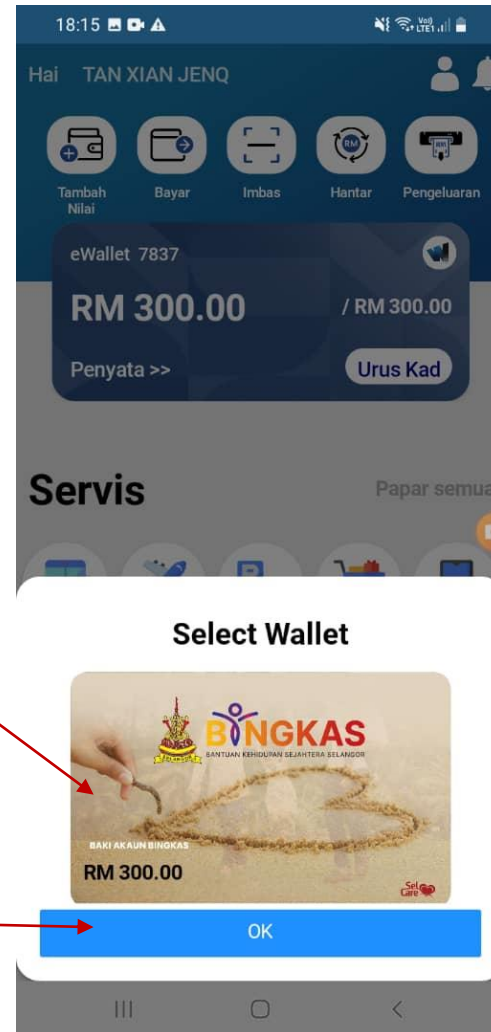 18:15
Hai TAN XIAN JENQ
Tambah Nilai
Bayar
Imbas
Hantar
Pengeluaran
eWallet 7837
RM 300.00
/ RM 300.00
Penyata >>
Urus Kad
Servis
Papar semua
Select Wallet
BINGKAS
BANTUAN KEHIDUPAN SEJAHTERA SELANGOR
BAKI AKAUN BINGKAS
RM 300.00
Sel Care
OK